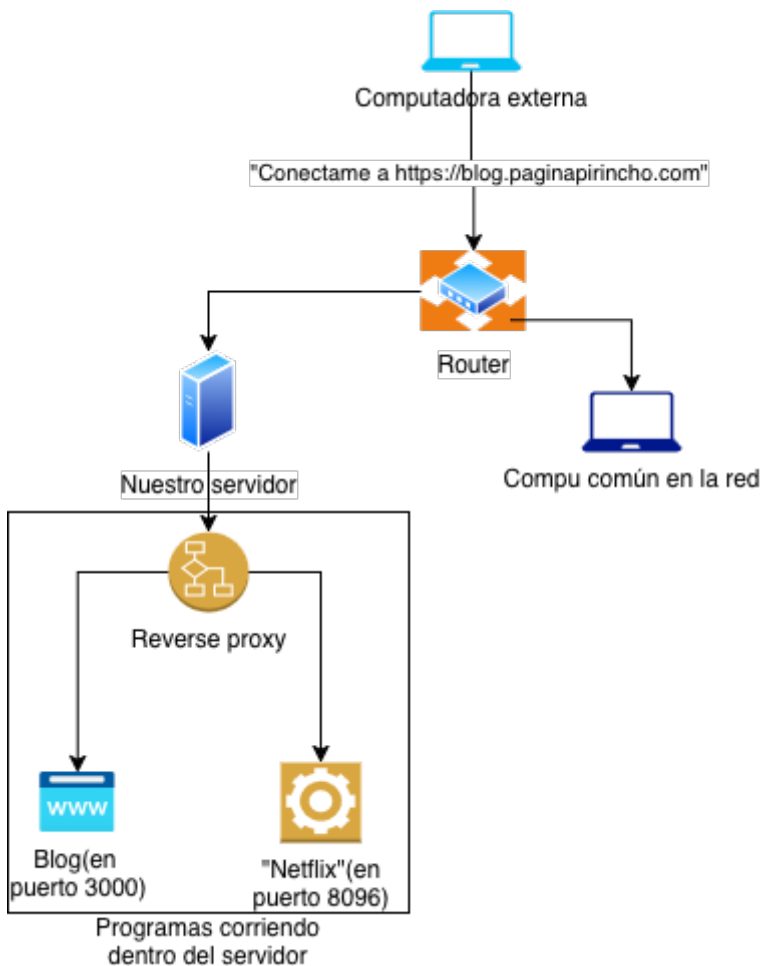 Computadora externa
"Conectame a https://blog.paginapirincho.com"
Router
Compu común en la red
Nuestro servidor
Reverse proxy
www
Blog(en
puerto 3000)
"Netflix"(en
puerto 8096)
Programas corriendo
dentro del servidor